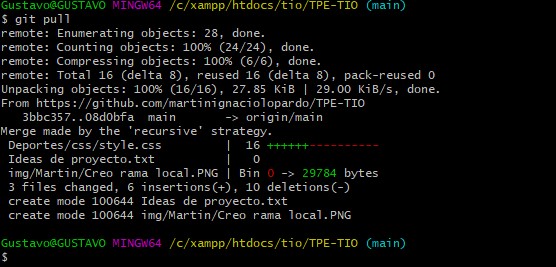 Gustavo@GUSTAVO MINGW64 /c/xampp/htdocs/tio/TPE-TIO (main)
$ git pull
remote: Enumerating objects: 28, done.
remote: Counting objects: 100% (24/24), done.
remote: Compressing objects: 100% (6/6), done.
remote: Total 16 (delta 8), reused 16 (delta 8), pack-reused 0
Unpacking objects: 100% (16/16), 27.85 KiB | 29.00 KiB/s, done.
From https://github.com/martinignaciolopardo/TPE-TIO
   3bbc357..08d0bfa  main       -> origin/main
Merge made by the 'recursive' strategy.
 Deportes/css/style.css           |  16 ++++++----------
 Ideas de proyecto.txt            |   0
 img/Martin/Creo rama local.PNG | Bin 0 -> 29784 bytes
 3 files changed, 6 insertions(+), 10 deletions(-)
 create mode 100644 Ideas de proyecto.txt
 create mode 100644 img/Martin/Creo rama local.PNG
Gustavo@GUSTAVO MINGW64 /c/xampp/htdocs/tio/TPE-TIO (main)
$